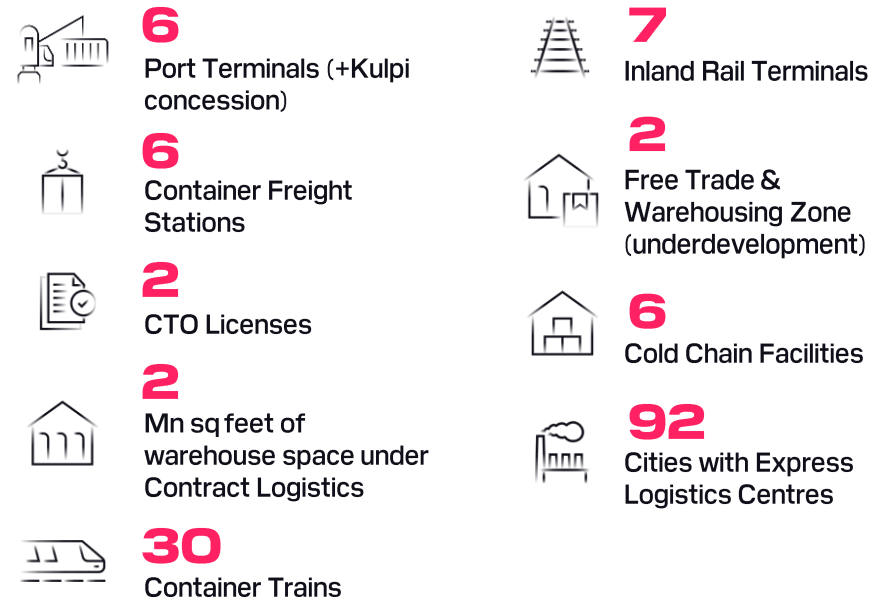 6
Port Terminals (+Kulpi
concession)
6
Container Freight
Stations
2
CTO Licenses
2
Mn sq feet of
warehouse space under
Contract Logistics
30
Container Trains
7
Inland Rail Terminals
2
Free Trade &
Warehousing Zone
(underdevelopment)
6
Cold Chain Facilities
92
Cities with Express
Logistics Centres